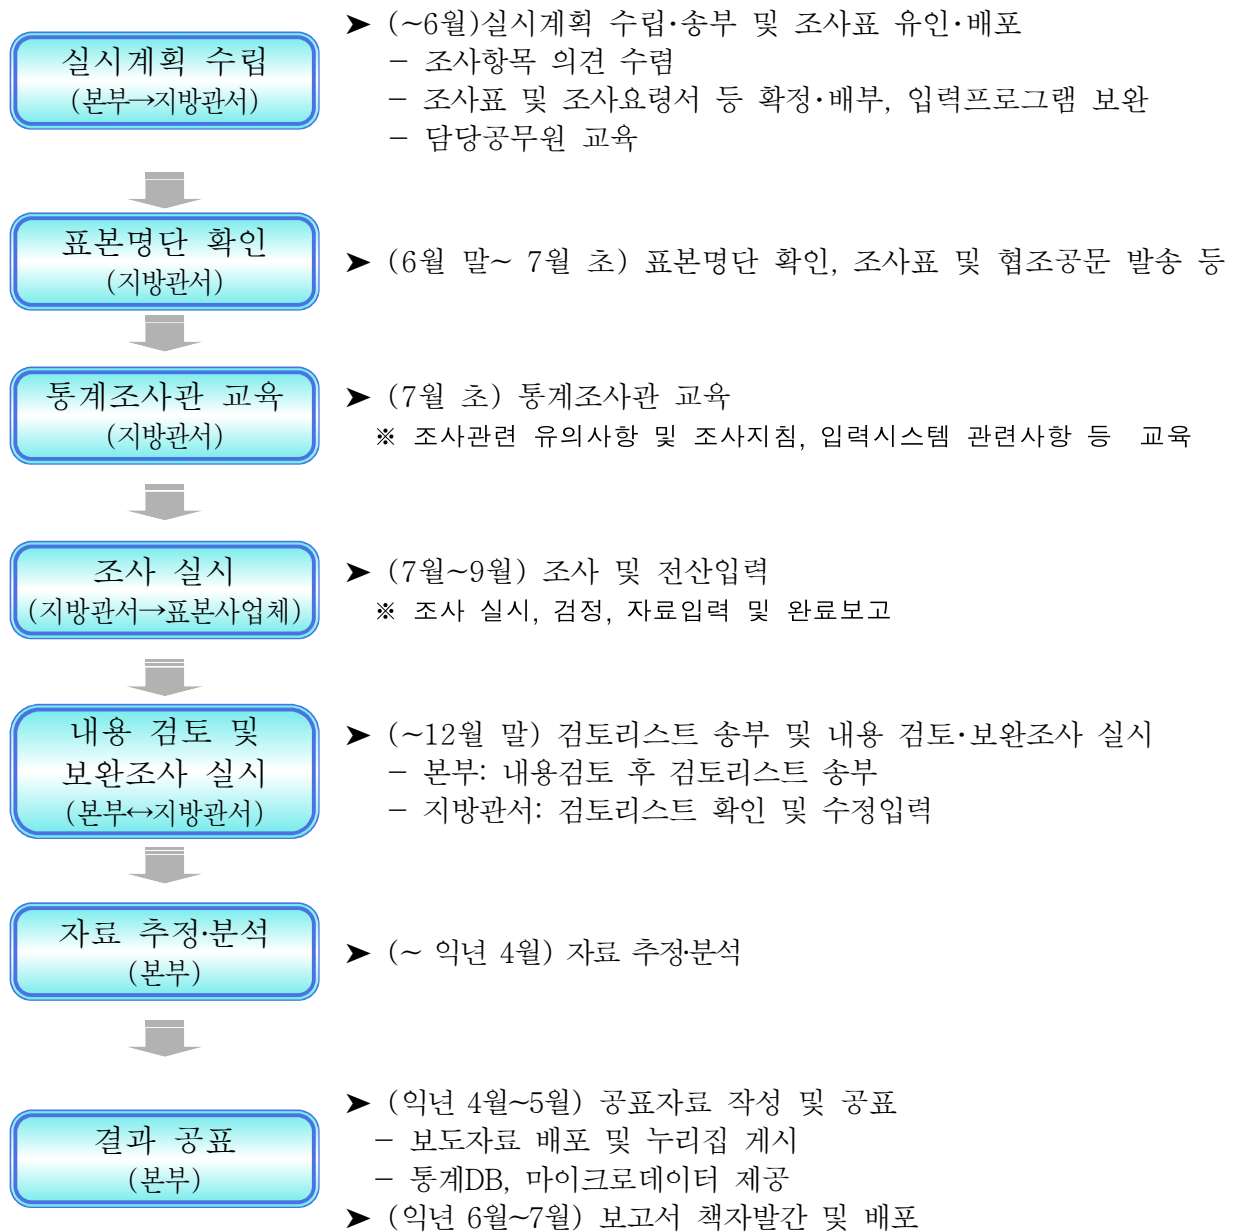 실시계획 수립
(본부→지방관서)
➤ (~6월)실시계획 수립·송부 및 조사표 유인·배포
– 조사항목 의견 수렴
– 조사표 및 조사요령서 등 확정·배부, 입력프로그램 보완
– 담당공무원 교육
표본명단 확인
(지방관서)
➤ (6월 말~ 7월 초) 표본명단 확인, 조사표 및 협조공문 발송 등
통계조사관 교육
(지방관서)
➤ (7월 초) 통계조사관 교육
※ 조사관련 유의사항 및 조사지침, 입력시스템 관련사항 등 교육
조사 실시
(지방관서→표본사업체)
➤ (7월~9월) 조사 및 전산입력
※ 조사 실시, 검정, 자료입력 및 완료보고
내용 검토 및
보완조사 실시
(본부↔지방관서)
➤ (~12월 말) 검토리스트 송부 및 내용 검토·보완조사 실시
– 본부: 내용검토 후 검토리스트 송부
– 지방관서: 검토리스트 확인 및 수정입력
자료 추정·분석
(본부)
➤ (~ 익년 4월) 자료 추정·분석
결과 공표
(본부)
➤ (익년 4월~5월) 공표자료 작성 및 공표
– 보도자료 배포 및 누리집 게시
– 통계DB, 마이크로데이터 제공
➤ (익년 6월~7월) 보고서 책자발간 및 배포